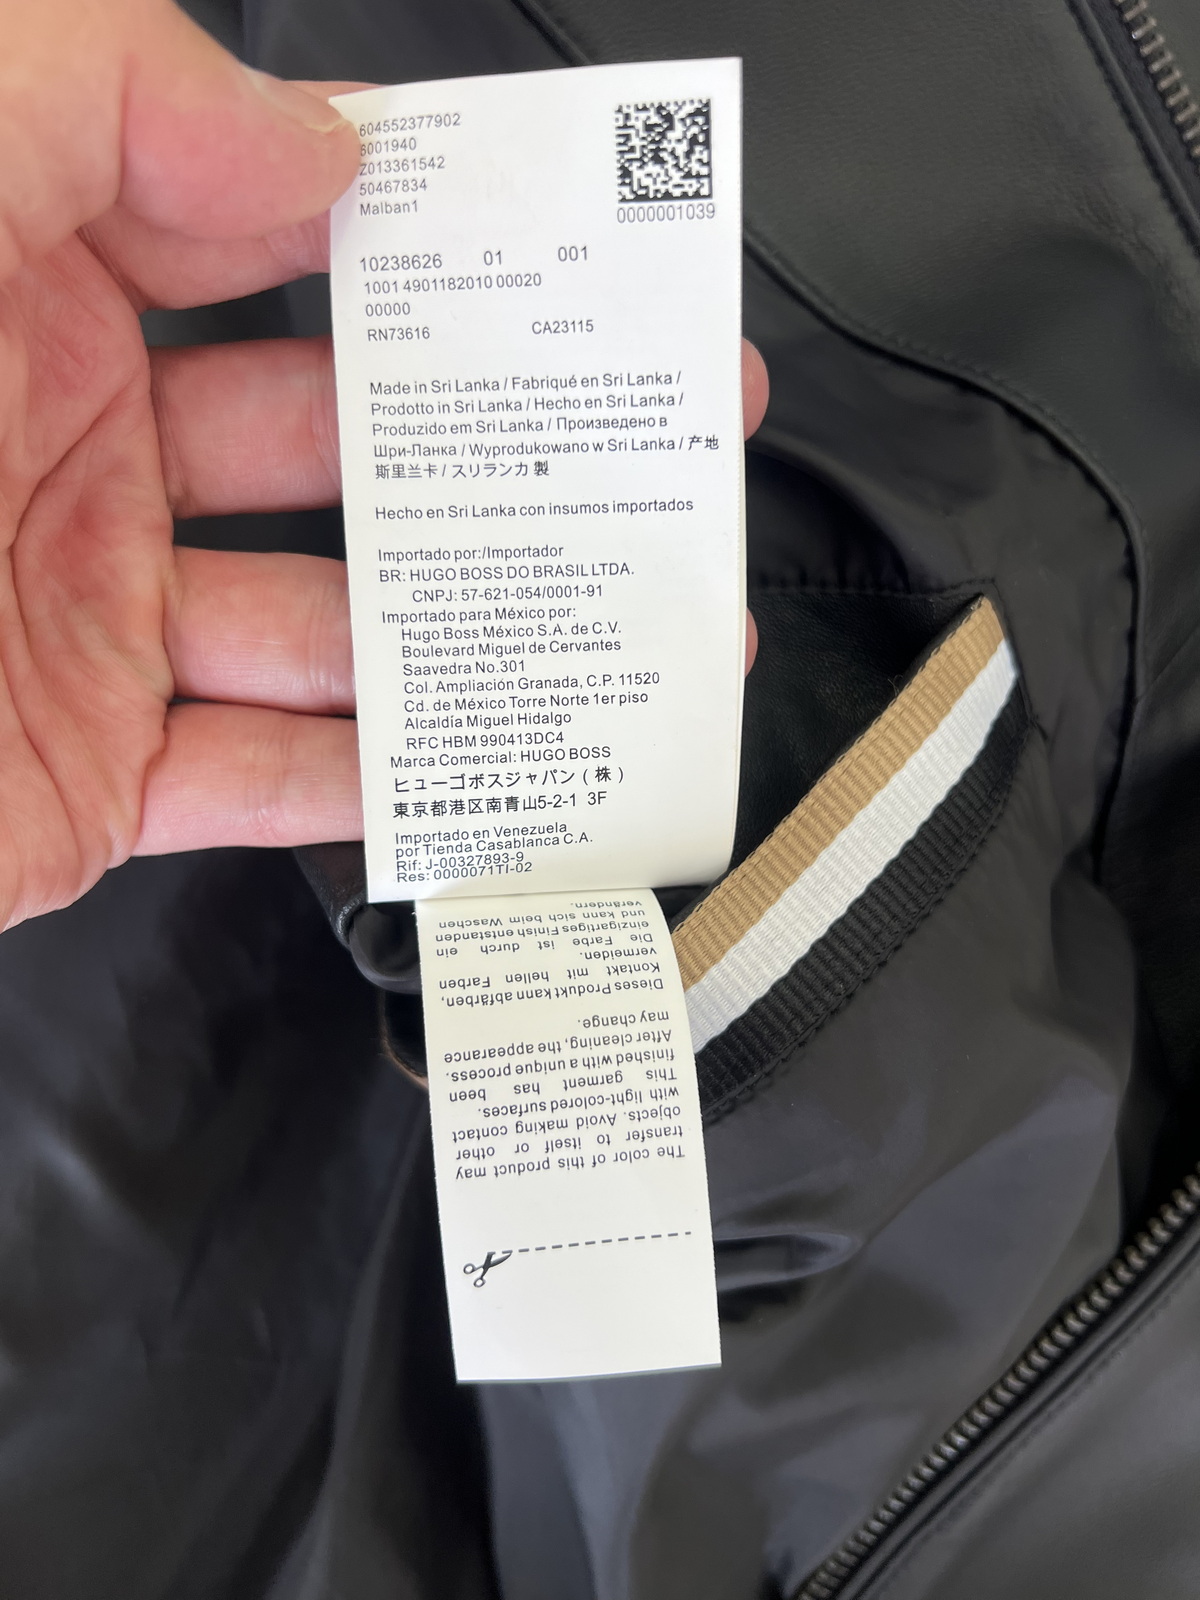 604552377902
6001940
Z013361542
50467834
Malban1
0000001039
10238626 01 001
1001 4901182010 00020
00000
RN73616 CA23115
Made in Sri Lanka / Fabriqué en Sri Lanka /
Prodotto in Sri Lanka / Hecho en Sri Lanka /
Produzido em Sri Lanka / Произведено в
Шри-Ланка / Wyprodukowano w Sri Lanka / 产地
斯里兰卡 / スリランカ 製
Hecho en Sri Lanka con insumos importados
Importado por:/Importador
BR: HUGO BOSS DO BRASIL LTDA.
CNPJ: 57-621-054/0001-91
Importado para México por:
Hugo Boss México S.A. de C.V.
Boulevard Miguel de Cervantes
Saavedra No.301
Col. Ampliación Granada, C.P. 11520
Cd. de México Torre Norte 1er piso
Alcaldía Miguel Hidalgo
RFC HBM 990413DC4
Marca Comercial: HUGO BOSS
ヒューゴボスジャパン（株）
東京都港区南青山5-2-1 3F
Importado en Venezuela
por Tienda Casablanca C.A.
Rif: J-00327893-9
Res: 0000071TI-02
The color of this product may
transfer to itself or other
objects. Avoid making contact
with light-colored surfaces.
This garment has been
finished with a unique process.
After cleaning, the appearance
may change.
Dieses Produkt kann abfärben,
Kontakt mit hellen Farben
vermeiden.
Die Farbe ist durch ein
einzigartiges Finish entstanden
und kann sich beim Waschen
verändern.